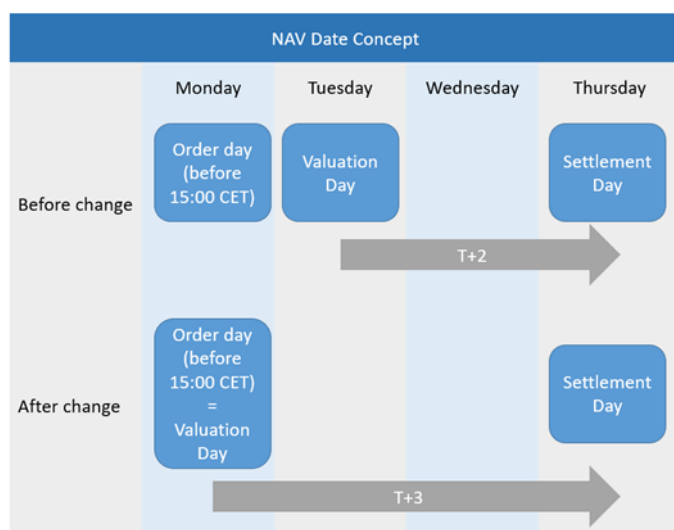 NAV Date Concept
Monday
Tuesday
Wednesday
Thursday
Before change
Order day
(before
15:00 CET)
Valuation
Day
Settlement
Day
T+2
After change
Order day
(before
15:00 CET)
=
Valuation
Day
Settlement
Day
T+3